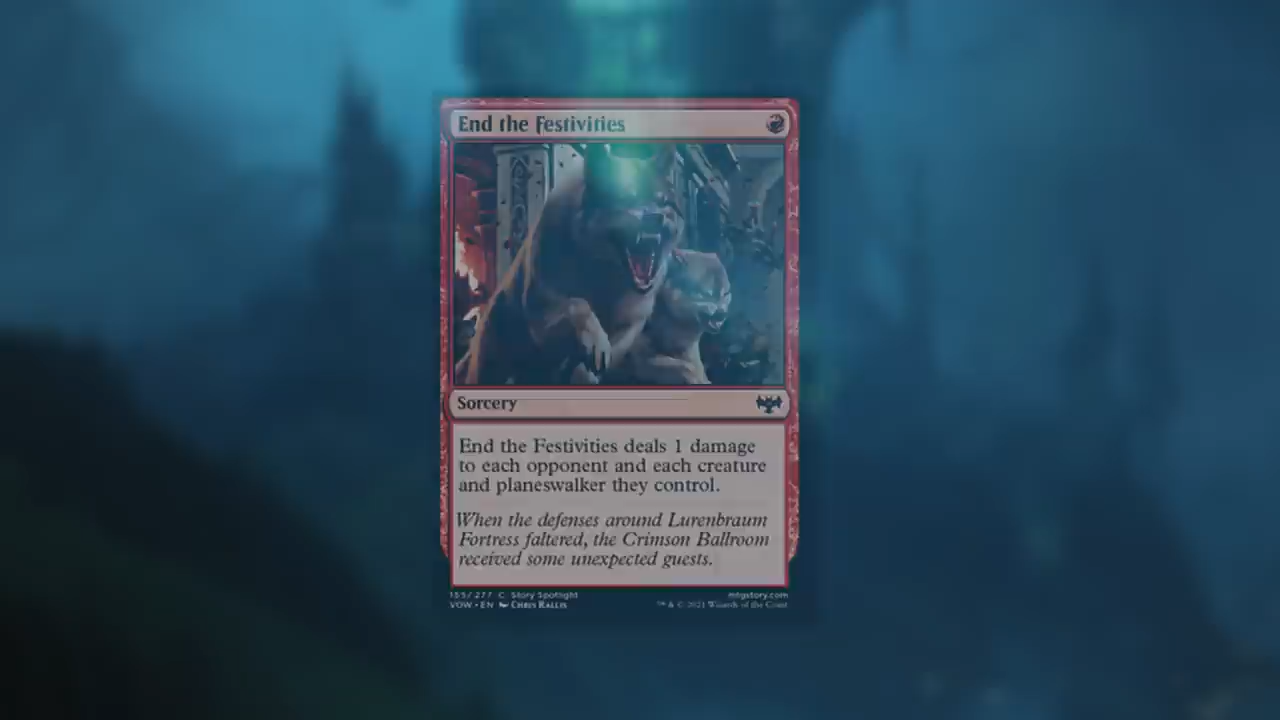 End the Festivities
Sorcery
End the Festivities deals 1 damage
to each opponent and each creature
and planeswalker they control.
When the defenses around Lurenbraum
Fortress faltered, the Crimson Ballroom
received some unexpected guests.
155/277 C Story Spotlight
mtgstory.com
VOW • EN Chris Rallis
™ & © 2021 Wizards of the Coast